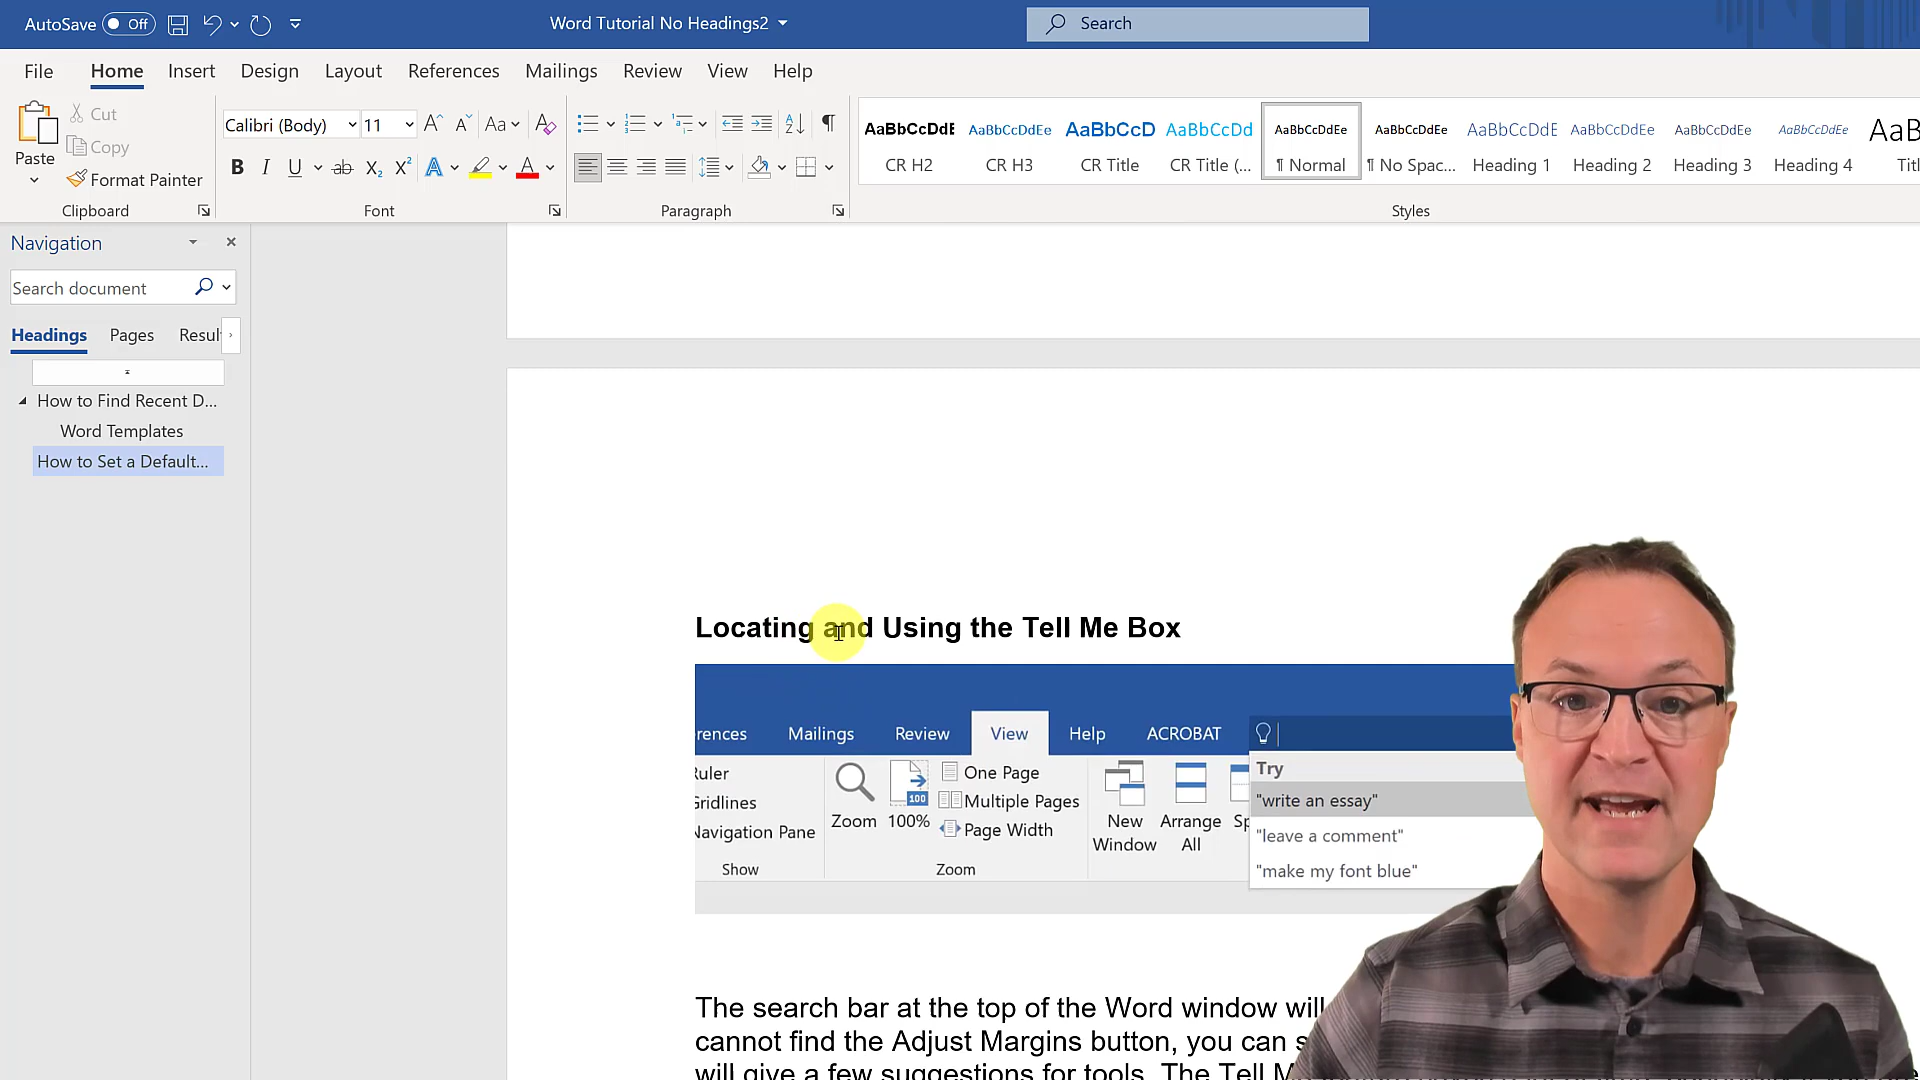 AutoSave Off
Word Tutorial No Headings2
Search
File Home Insert Design Layout References Mailings Review View Help
Paste
Cut
Copy
Format Painter
Clipboard
Calibri (Body) 11
Aa
B I U ab X₂ X² A A
Font
Paragraph
AaBbCcDdE AaBbCcDdEe AaBbCcD AaBbCcDd AaBbCcDdEe AaBbCcDdEe AaBbCcDdE AaBbCcDdEe AaBbCcDdEe AaBbCcDdEe AaB
CR H2 CR H3 CR Title CR Title (... ¶ Normal ¶ No Spac... Heading 1 Heading 2 Heading 3 Heading 4 Titl
Styles
Navigation
Search document
Headings Pages Resul
How to Find Recent D...
Word Templates
How to Set a Default...
Locating and Using the Tell Me Box
rences Mailings Review View Help ACROBAT
Ruler
Gridlines
Navigation Pane
Show
Zoom
100
100%
One Page
Multiple Pages
Page Width
Zoom
New Window
Arrange All
Sp
Try
"write an essay"
"leave a comment"
"make my font blue"
The search bar at the top of the Word window will
cannot find the Adjust Margins button, you can s
will give a few suggestions for tools. The Tell M